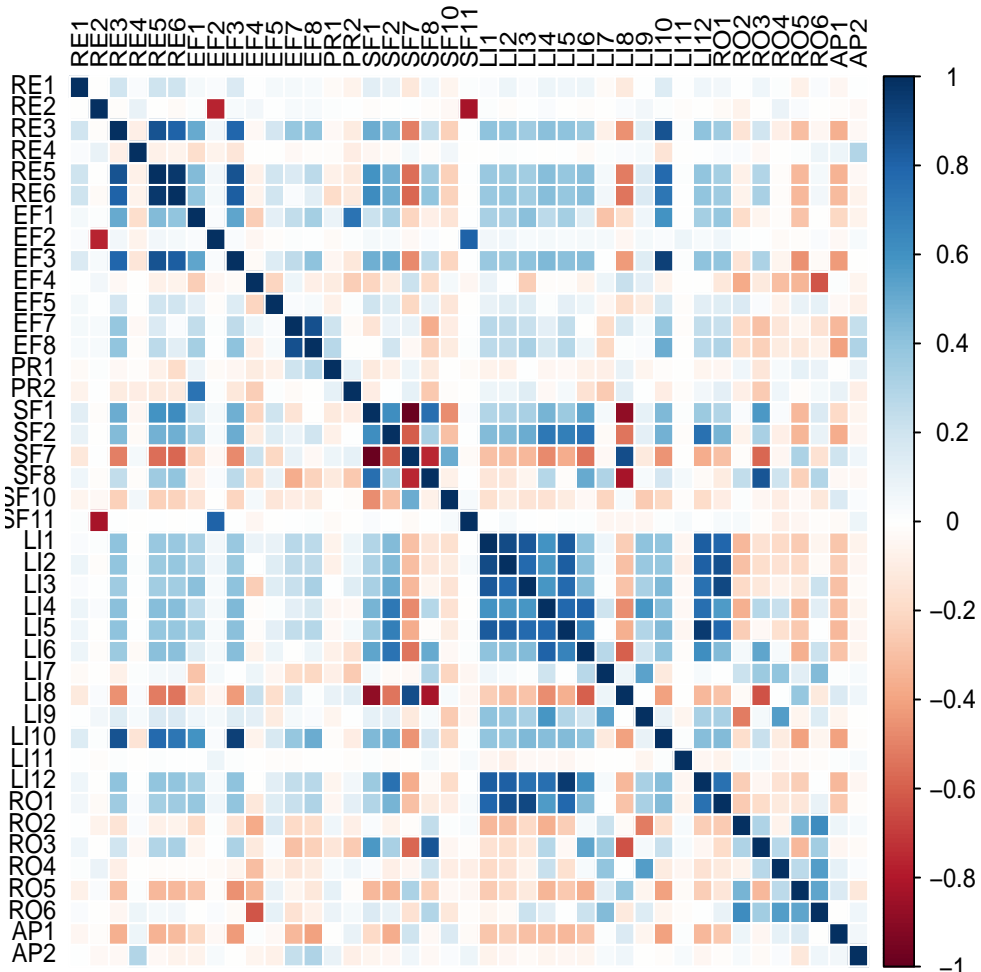 RE1 RE2 RE3 RE4 RE5 RE6 EF1 EF2 EF3 EF4 EF5 EF7 EF8 PR1 PR2 SF1 SF2 SF7 SF8 SF10 SF11 LI1 LI2 LI3 LI4 LI5 LI6 LI7 LI8 LI9 LI10 LI11 LI12 RO1 RO2 RO3 RO4 RO5 RO6 AP1 AP2
RE1
RE2
RE3
RE4
RE5
RE6
EF1
EF2
EF3
EF4
EF5
EF7
EF8
PR1
PR2
SF1
SF2
SF7
SF8
SF10
SF11
LI1
LI2
LI3
LI4
LI5
LI6
LI7
LI8
LI9
LI10
LI11
LI12
RO1
RO2
RO3
RO4
RO5
RO6
AP1
AP2
1
0.8
0.6
0.4
0.2
0
−0.2
−0.4
−0.6
−0.8
−1